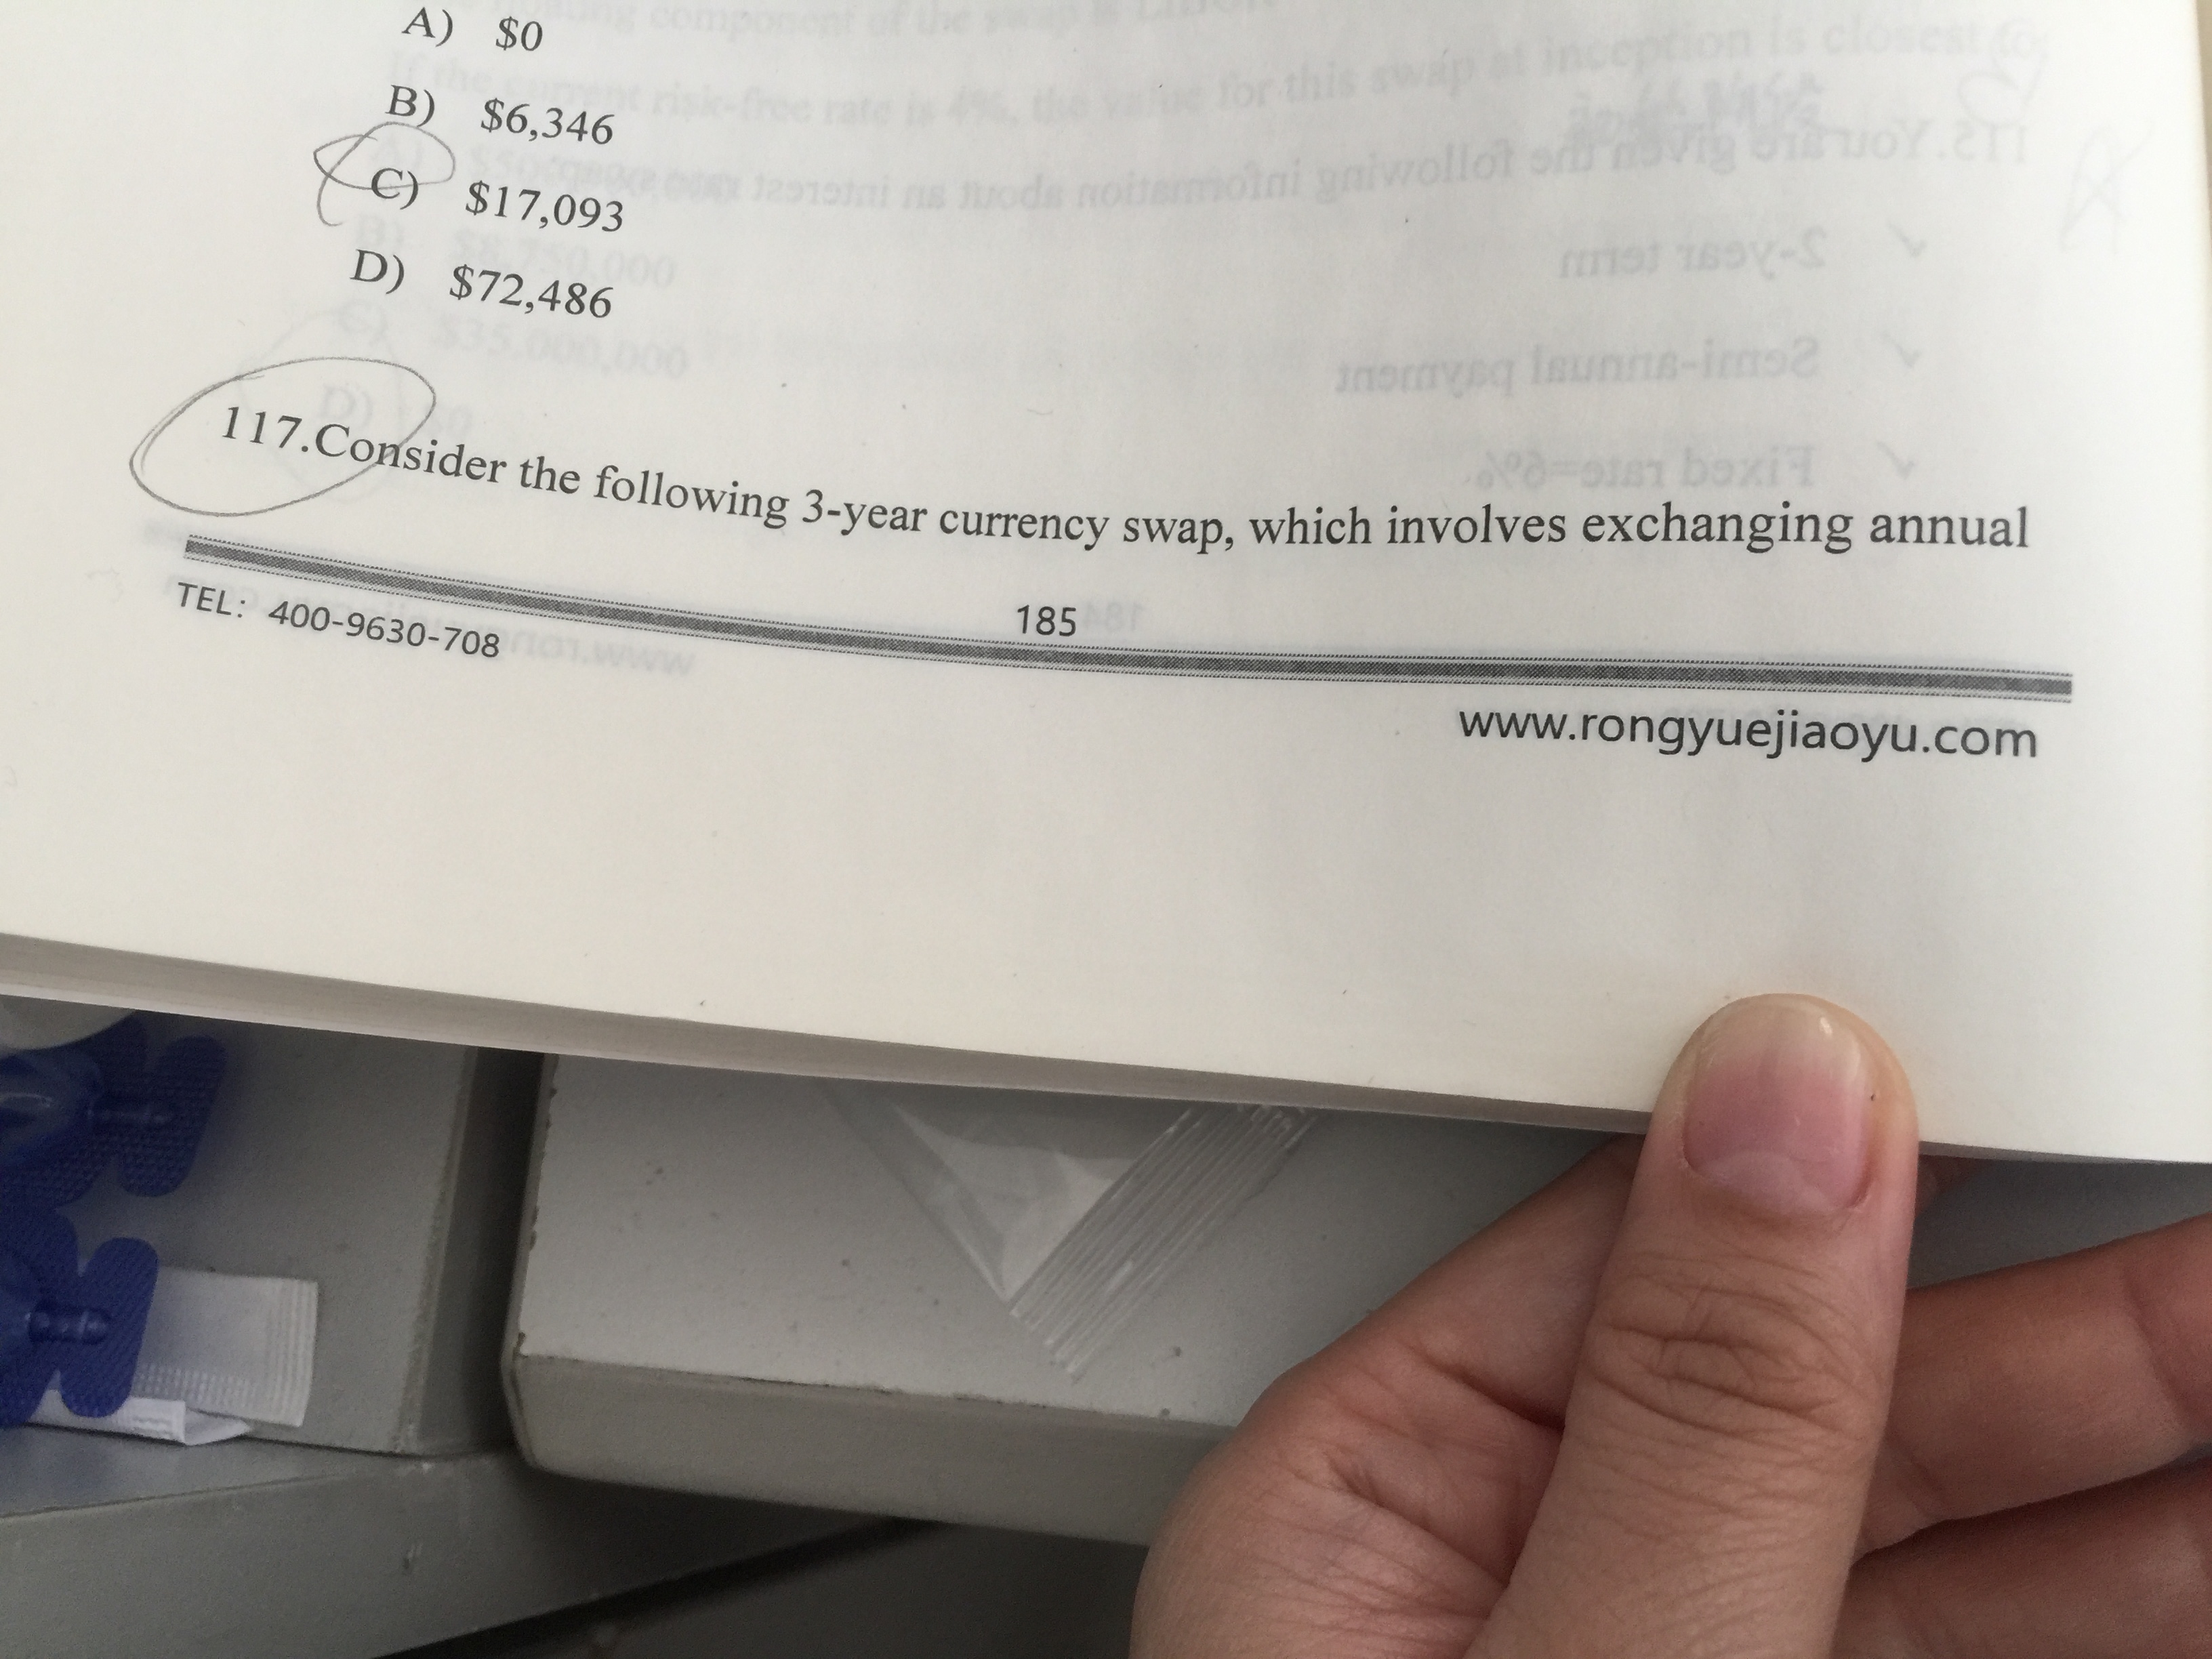 A) $0
B) $6,346
C) $17,093
D) $72,486
117.Consider the following 3-year currency swap, which involves exchanging annual
185
TEL: 400-9630-708
www.rongyuejiaoyu.com